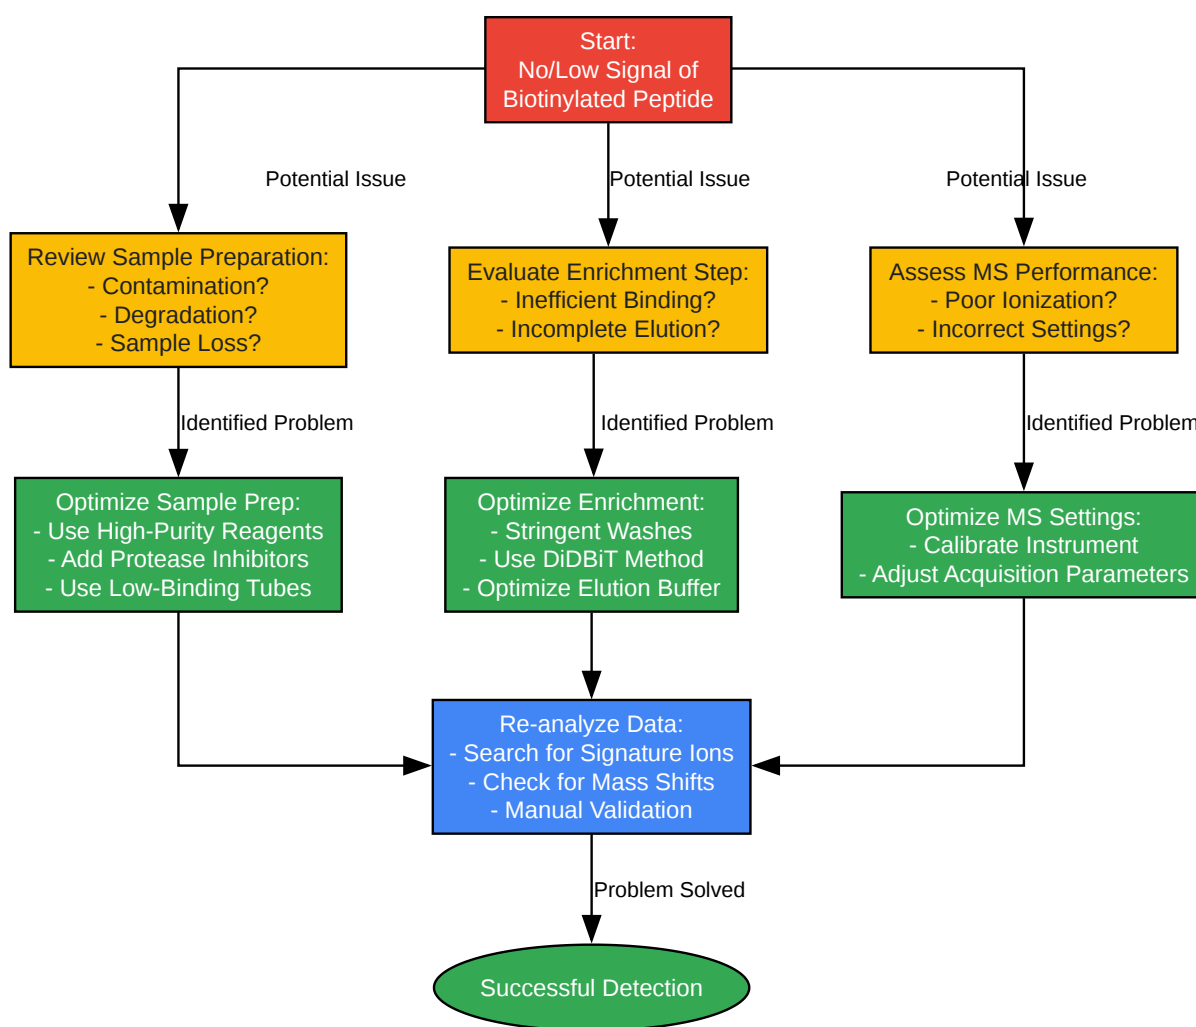 Start:
No/Low Signal of
Biotinylated Peptide
Potential Issue
Potential Issue
Potential Issue
Review Sample Preparation:
- Contamination?
- Degradation?
- Sample Loss?
Evaluate Enrichment Step:
- Inefficient Binding?
- Incomplete Elution?
Assess MS Performance:
- Poor Ionization?
- Incorrect Settings?
Identified Problem
Identified Problem
Identified Problem
Optimize Sample Prep:
- Use High-Purity Reagents
- Add Protease Inhibitors
- Use Low-Binding Tubes
Optimize Enrichment:
- Stringent Washes
- Use DiDBiT Method
- Optimize Elution Buffer
Optimize MS Settings:
- Calibrate Instrument
- Adjust Acquisition Parameters
Re-analyze Data:
- Search for Signature Ions
- Check for Mass Shifts
- Manual Validation
Problem Solved
Successful Detection